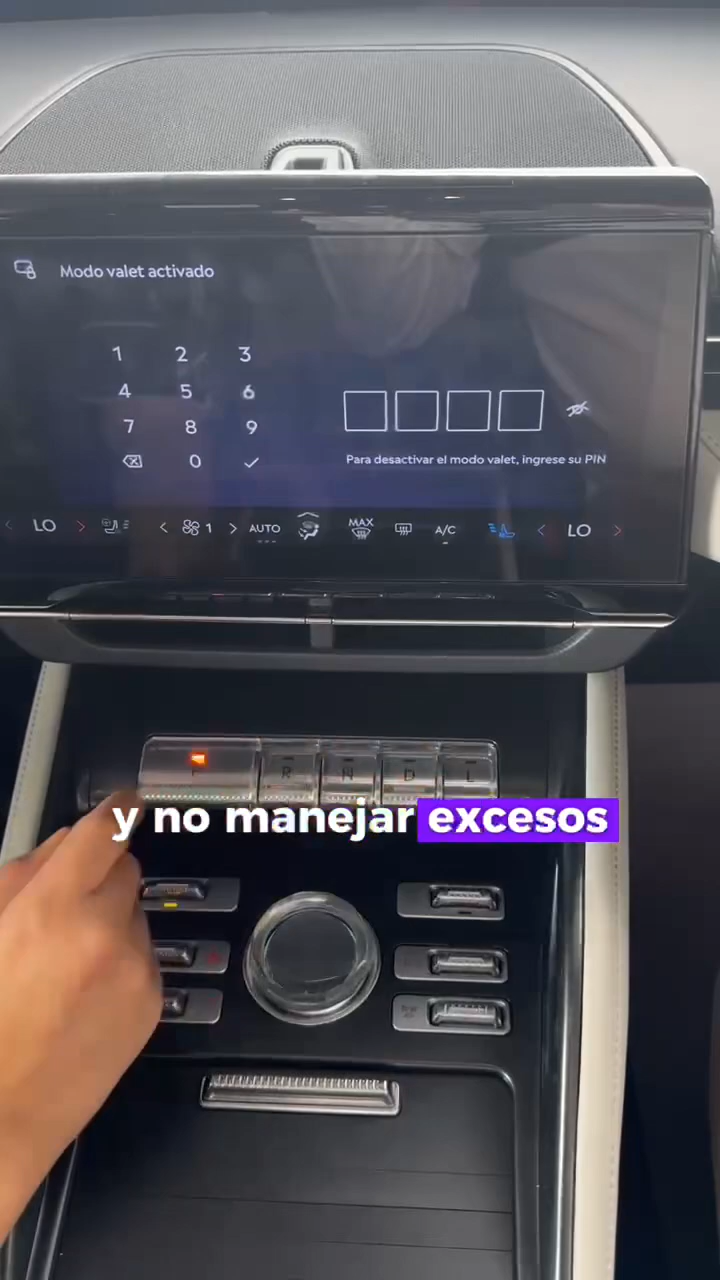 Modo valet activado
1 2 3
4 5 6
7 8 9
0
Para desactivar el modo valet, ingrese su PIN
LO 1 AUTO MAX A/C LO
R N D L
y no manejar excesos